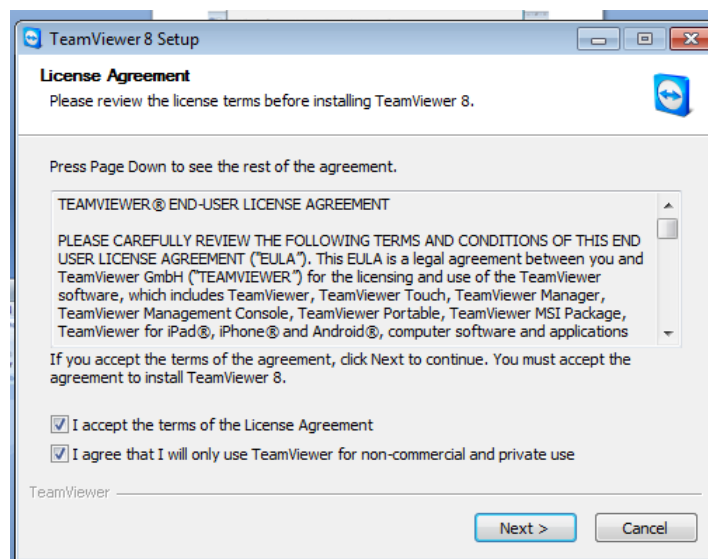 TeamViewer 8 Setup
License Agreement
Please review the license terms before installing TeamViewer 8.
Press Page Down to see the rest of the agreement.
TEAMVIEWER® END-USER LICENSE AGREEMENT
PLEASE CAREFULLY REVIEW THE FOLLOWING TERMS AND CONDITIONS OF THIS END
USER LICENSE AGREEMENT ("EULA"). This EULA is a legal agreement between you and
TeamViewer GmbH ("TEAMVIEWER") for the licensing and use of the TeamViewer
software, which includes TeamViewer, TeamViewer Touch, TeamViewer Manager,
TeamViewer Management Console, TeamViewer Portable, TeamViewer MSI Package,
TeamViewer for iPad®, iPhone® and Android®, computer software and applications
If you accept the terms of the agreement, click Next to continue. You must accept the
agreement to install TeamViewer 8.
I accept the terms of the License Agreement
I agree that I will only use TeamViewer for non-commercial and private use
TeamViewer
Next >
Cancel